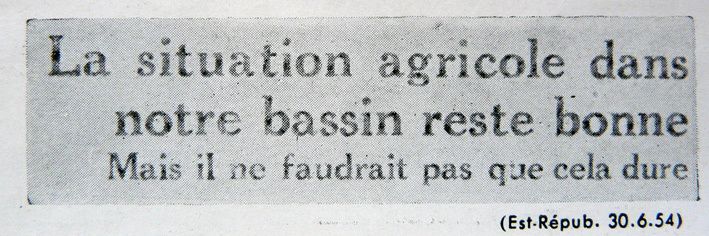 La situation agricole dans
notre bassin reste bonne
Mais il ne faudrait pas que cela dure
(Est-Répub. 30.6.54)